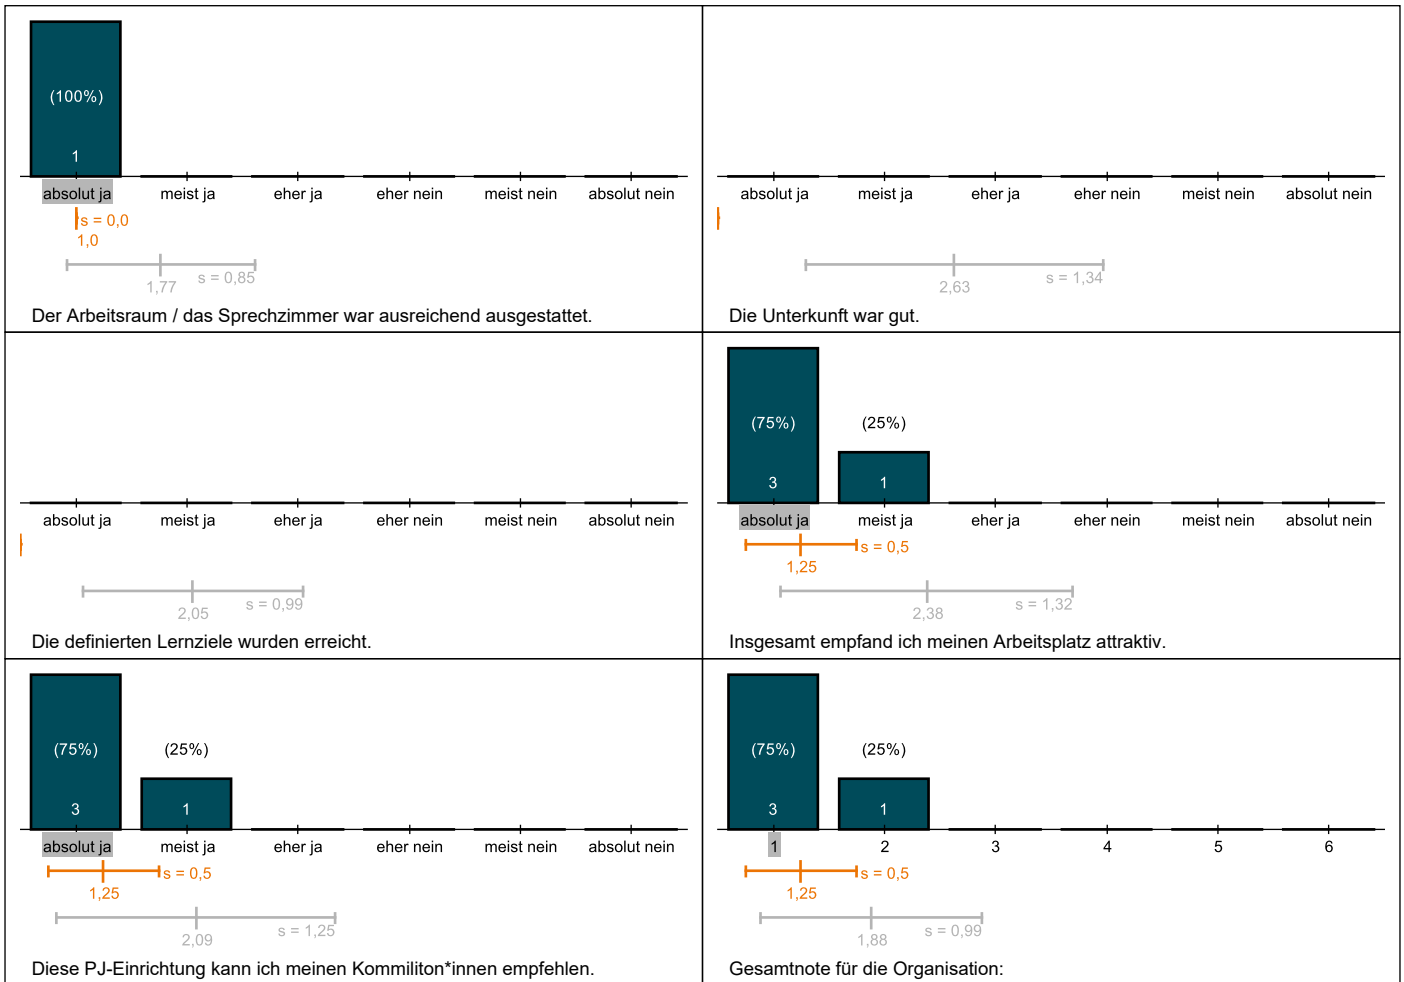 (100%)
1
absolut ja meist ja eher ja eher nein meist nein absolut nein
s = 0,0
1,0
s = 0,85
1,77
Der Arbeitsraum / das Sprechzimmer war ausreichend ausgestattet.
absolut ja meist ja eher ja eher nein meist nein absolut nein
s = 1,34
2,63
Die Unterkunft war gut.
absolut ja meist ja eher ja eher nein meist nein absolut nein
s = 0,99
2,05
Die definierten Lernziele wurden erreicht.
(75%) (25%)
3 1
absolut ja meist ja eher ja eher nein meist nein absolut nein
s = 0,5
1,25
s = 1,32
2,38
Insgesamt empfand ich meinen Arbeitsplatz attraktiv.
(75%) (25%)
3 1
absolut ja meist ja eher ja eher nein meist nein absolut nein
s = 0,5
1,25
s = 1,25
2,09
Diese PJ-Einrichtung kann ich meinen Kommiliton*innen empfehlen.
(75%) (25%)
3 1
1 2 3 4 5 6
s = 0,5
1,25
s = 0,99
1,88
Gesamtnote für die Organisation: